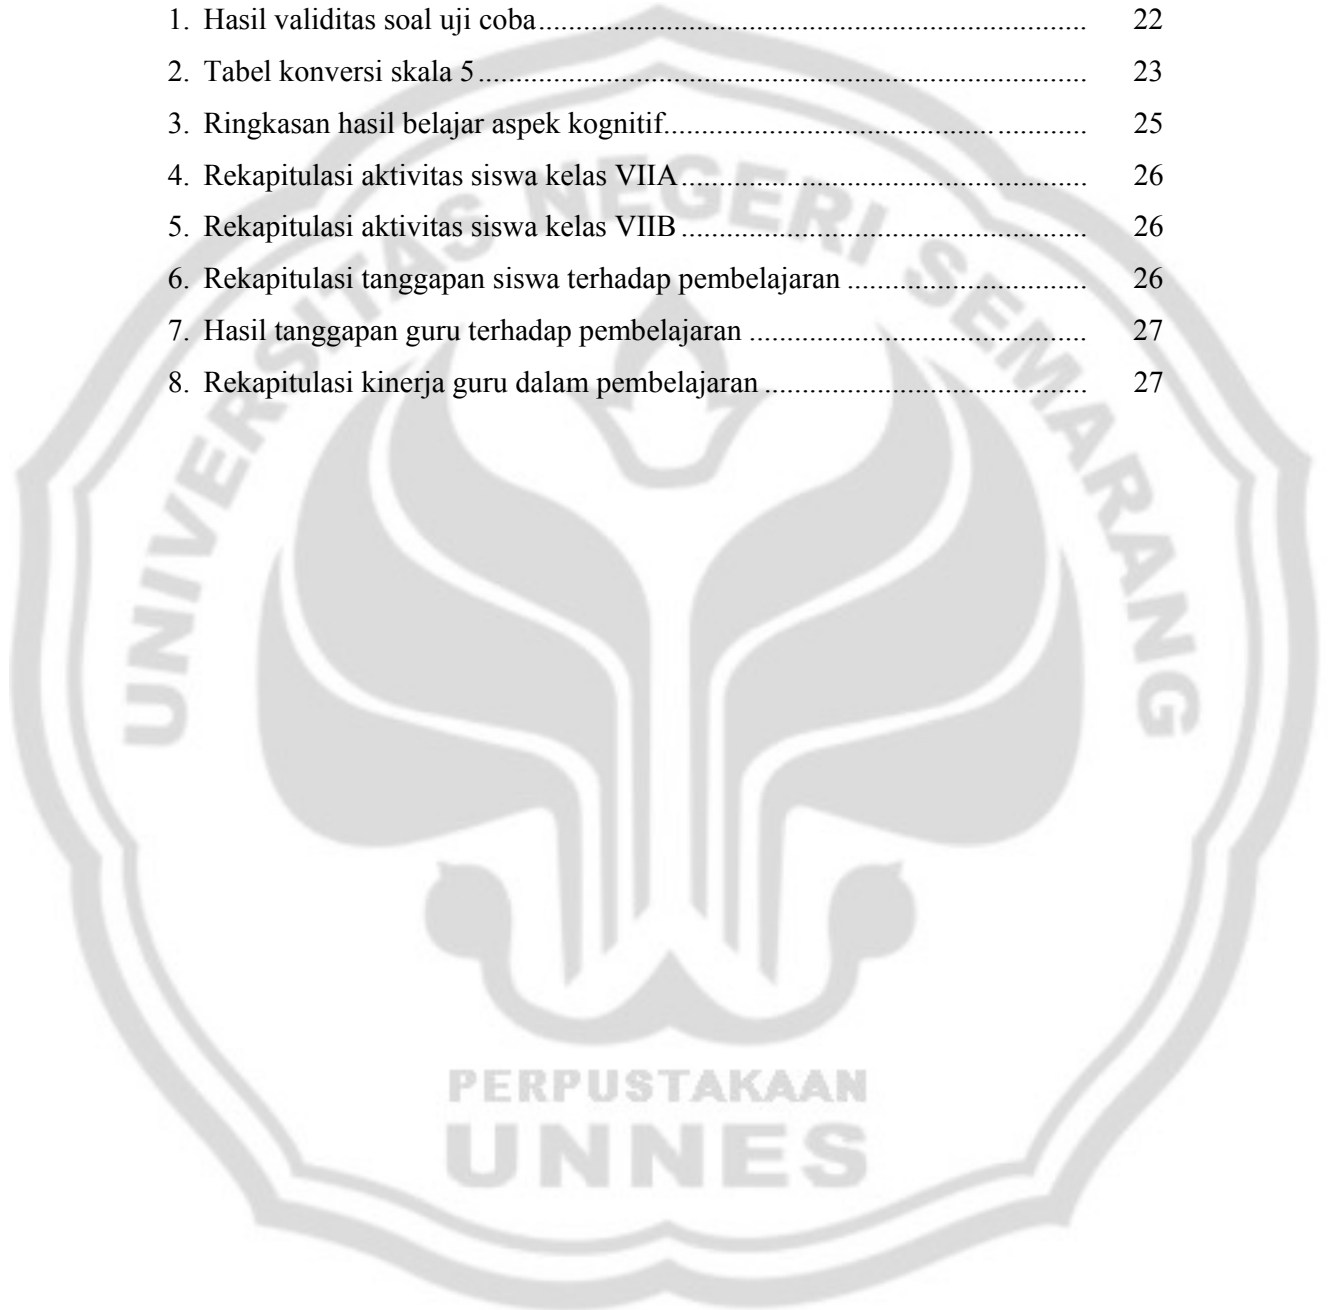 1. Hasil validitas soal uji coba....................................................................... 22
2. Tabel konversi skala 5............................................................................... 23
3. Ringkasan hasil belajar aspek kognitif....................................................... 25
4. Rekapitulasi aktivitas siswa kelas VIIA..................................................... 26
5. Rekapitulasi aktivitas siswa kelas VIIB..................................................... 26
6. Rekapitulasi tanggapan siswa terhadap pembelajaran ............................... 26
7. Hasil tanggapan guru terhadap pembelajaran ............................................ 27
8. Rekapitulasi kinerja guru dalam pembelajaran .......................................... 27
UNIVERSITAS NEGERI SEMARANG
PERPUSTAKAAN
UNNES